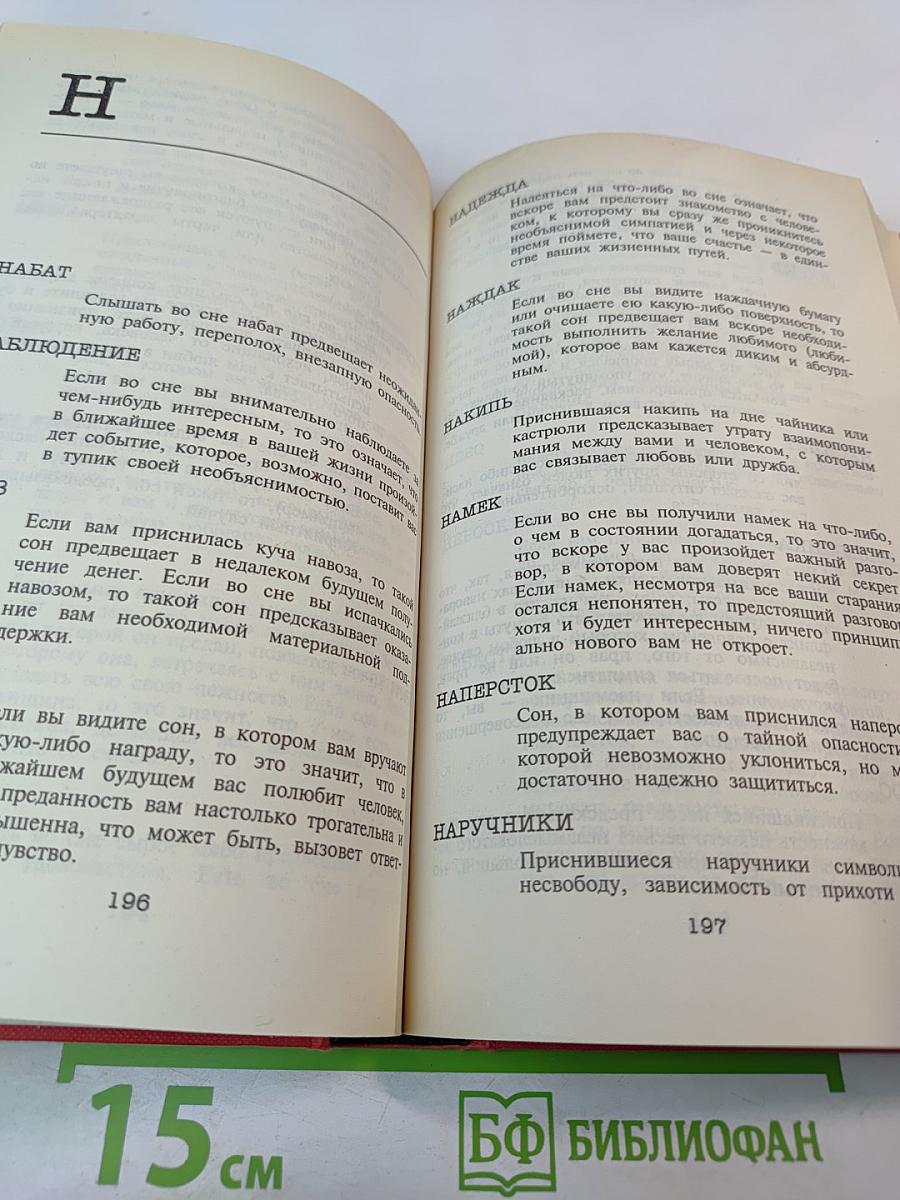 Н
НАБАТ
Слышать во сне набат предвещает неожидан-
ную работу, переполох, внезапную опасность.
АБЛЮДЕНИЕ
Если во сне вы внимательно наблюдаете за
чем-нибудь интересным, то это означает, что
в ближайшее время в вашей жизни произой-
дет событие, которое, возможно, поставит вас
в тупик своей необъяснимостью.
З
Если вам приснилась куча навоза, то такой
сон предвещает в недалеком будущем полу-
чение денег. Если во сне вы испачкались
навозом, то такой сон предсказывает оказа-
ние вам необходимой материальной под-
держки.
сли вы видите сон, в котором вам вручают
кую-либо награду, то это значит, что в
жайшем будущем вас полюбит человек,
преданность вам настолько трогательна и
ышенна, что может быть, вызовет ответ-
увство.
196
НАДЕЖДА
Надеяться на что-либо во сне означает, что
вскоре вам предстоит знакомство с челове-
ком, к которому вы сразу же проникнитесь
необъяснимой симпатией и через некоторое
время поймете, что ваше счастье — в един-
стве ваших жизненных путей.
НАЖДАК
Если во сне вы видите наждачную бумагу
или очищаете ею какую-либо поверхность, то
такой сон предвещает вам вскоре необходи-
мость выполнить желание любимого (люби-
мой), которое вам кажется диким и абсурд-
ным.
НАКИПЬ
Приснившаяся накипь на дне чайника или
кастрюли предсказывает утрату взаимопони-
мания между вами и человеком, с которым
вас связывает любовь или дружба.
НАМЕК
Если во сне вы получили намек на что-либо,
о чем в состоянии догадаться, то это значит,
что вскоре у вас произойдет важный разго-
вор, в котором вам доверят некий секрет
Если намек, несмотря на все ваши старания
остался непонятен, то предстоящий разговор
хотя и будет интересным, ничего принципи
ально нового вам не откроет.
НАПЕРСТОК
Сон, в котором вам приснился наперс
предупреждает вас о тайной опасности
которой невозможно уклониться, но м
достаточно надежно защититься.
НАРУЧНИКИ
Приснившиеся наручники символи
несвободу, зависимость от прихоти
197
15 см
БФ БИБЛИОФАН